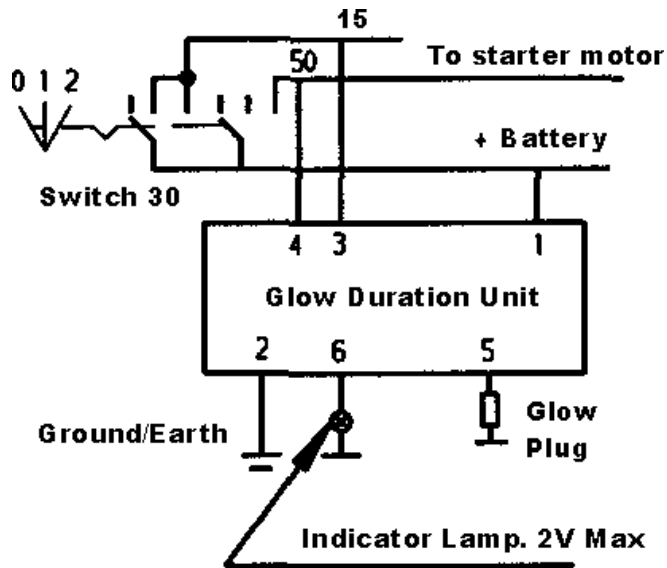 15
50
To starter motor
0 1 2
+ Battery
Switch 30
4 3 1
Glow Duration Unit
2 6 5
Glow
Plug
Ground/Earth
Indicator Lamp. 2V Max